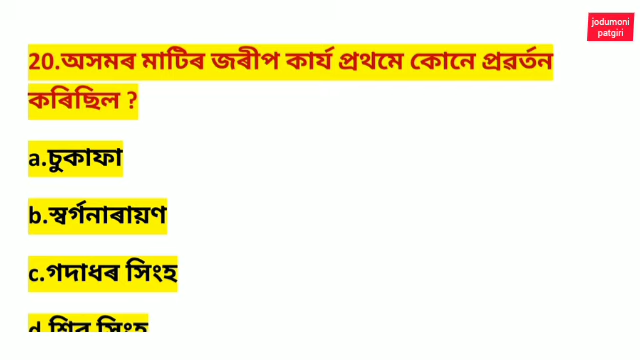 jodumoni
patgiri
20.অসমৰ মাটিৰ জৰীপ কাৰ্য প্ৰথমে কোনে প্ৰৱৰ্তন
কৰিছিল ?
a.চুকাফা
b.স্বৰ্গনাৰায়ণ
c.গদাধৰ সিংহ
d.শিৱ সিংহ